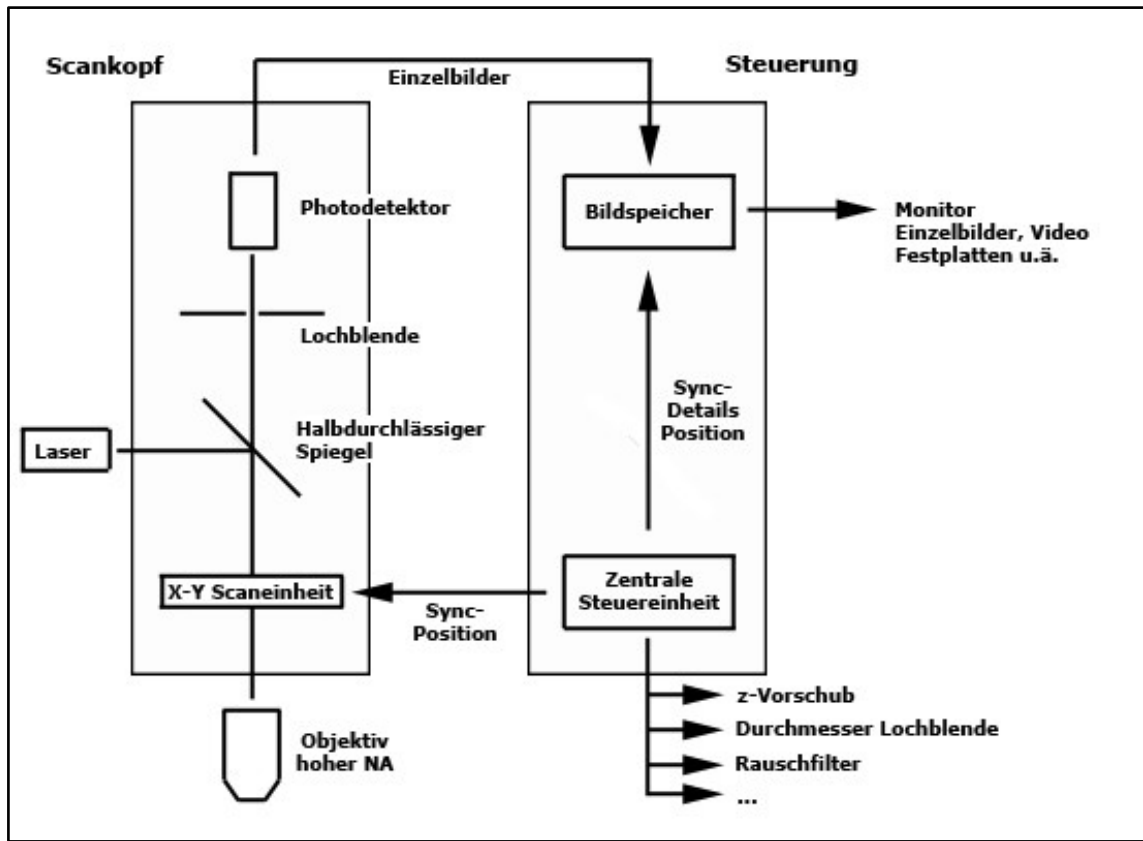 Scankopf
Einzelbilder
Steuerung
Photodetektor
Lochblende
Halbdurchlässiger
Spiegel
Laser
X-Y Scaneinheit
Objektiv
hoher NA
Sync-
Position
Bildspeicher
Monitor
Einzelbilder, Video
Festplatten u.ä.
Sync-
Details
Position
Zentrale
Steuereinheit
z-Vorschub
Durchmesser Lochblende
Rauschfilter
...